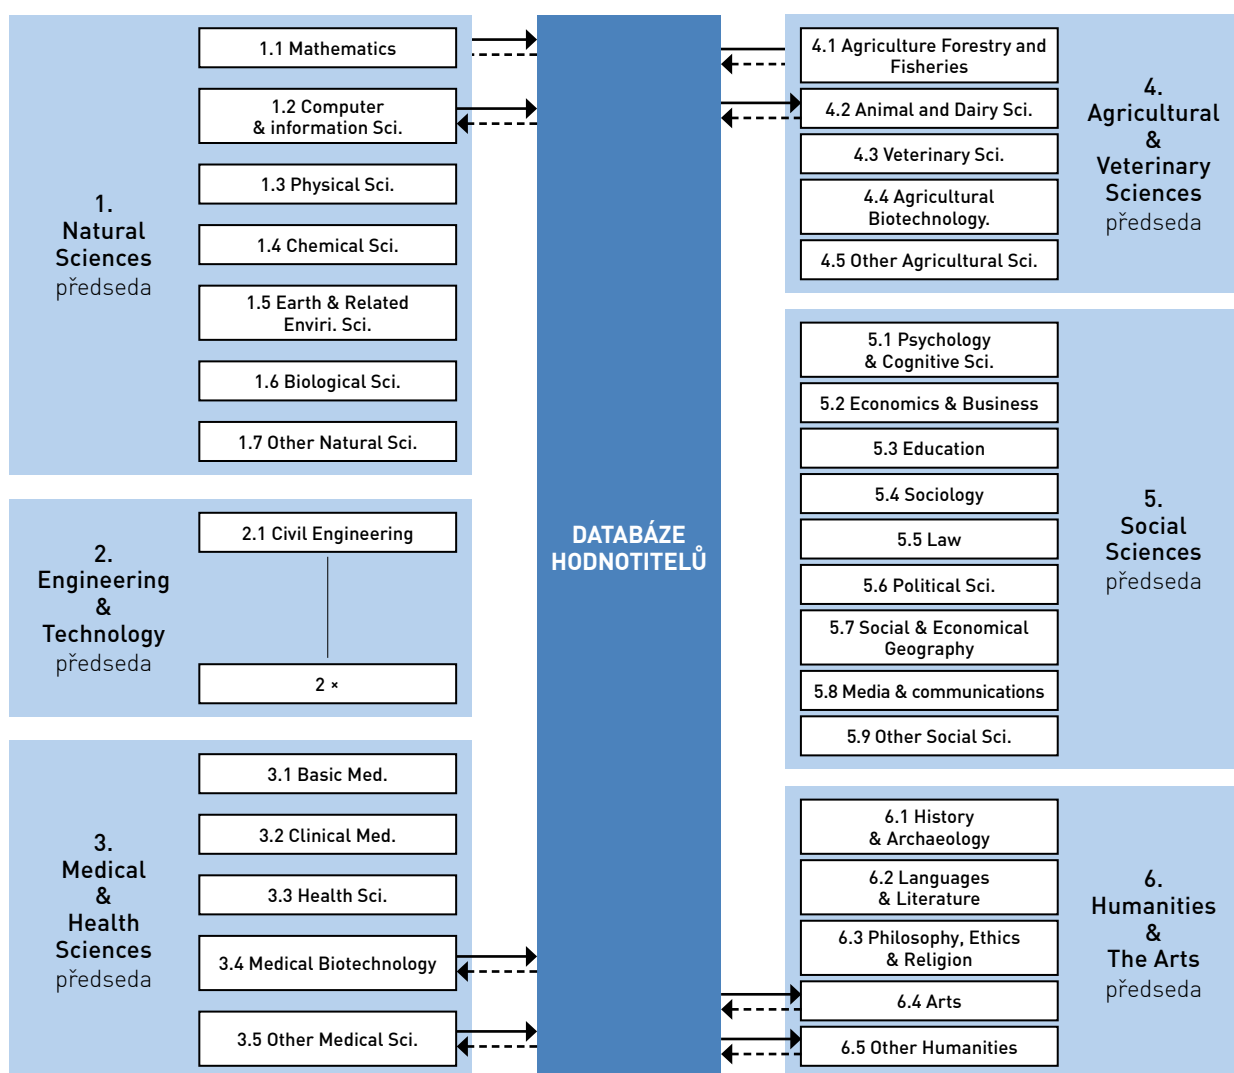 1.
Natural
Sciences
předseda
1.1 Mathematics
1.2 Computer
& information Sci.
1.3 Physical Sci.
1.4 Chemical Sci.
1.5 Earth & Related
Enviri. Sci.
1.6 Biological Sci.
1.7 Other Natural Sci.
2.
Engineering
&
Technology
předseda
2.1 Civil Engineering
2 ×
3.
Medical
&
Health
Sciences
předseda
3.1 Basic Med.
3.2 Clinical Med.
3.3 Health Sci.
3.4 Medical Biotechnology
3.5 Other Medical Sci.
DATABÁZE
HODNOTITELŮ
4.1 Agriculture Forestry and
Fisheries
4.2 Animal and Dairy Sci.
4.3 Veterinary Sci.
4.4 Agricultural
Biotechnology.
4.5 Other Agricultural Sci.
4.
Agricultural
&
Veterinary
Sciences
předseda
5.1 Psychology
& Cognitive Sci.
5.2 Economics & Business
5.3 Education
5.4 Sociology
5.5 Law
5.6 Political Sci.
5.7 Social & Economical
Geography
5.8 Media & communications
5.9 Other Social Sci.
5.
Social
Sciences
předseda
6.1 History
& Archaeology
6.2 Languages
& Literature
6.3 Philosophy, Ethics
& Religion
6.4 Arts
6.5 Other Humanities
6.
Humanities
&
The Arts
předseda